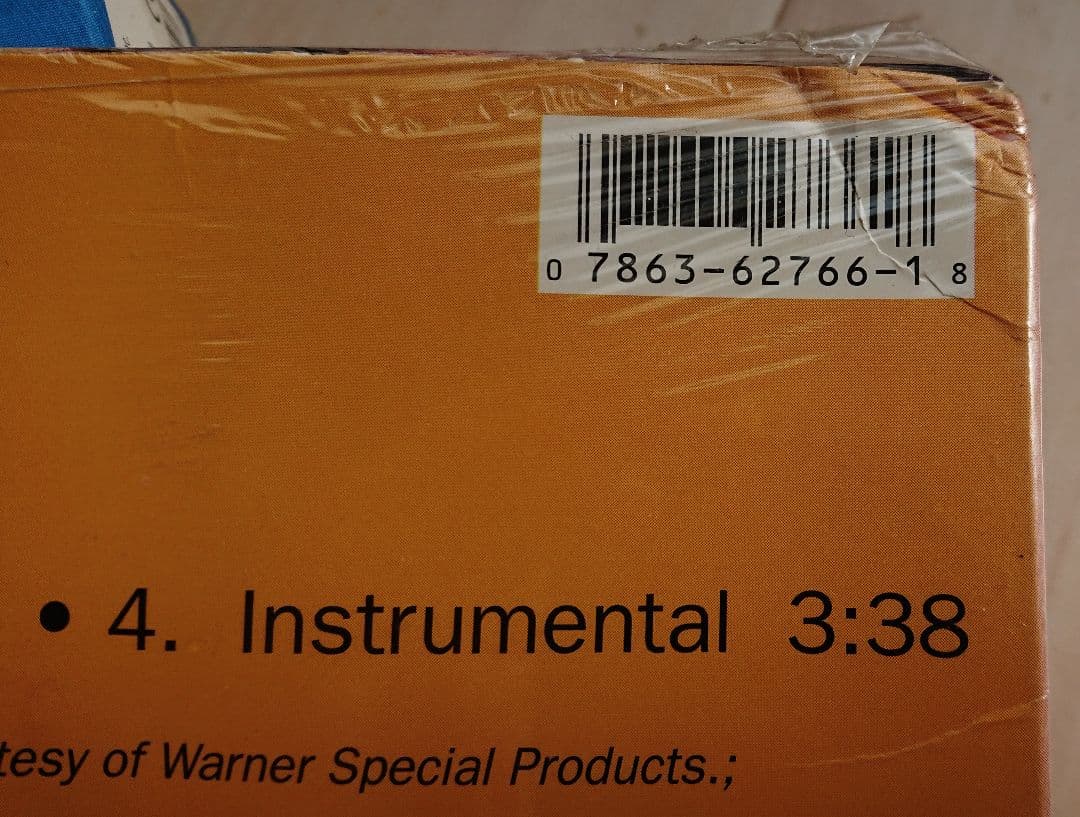 0 7863-62766-1 8
• 4. Instrumental 3:38
tesy of Warner Special Products.;